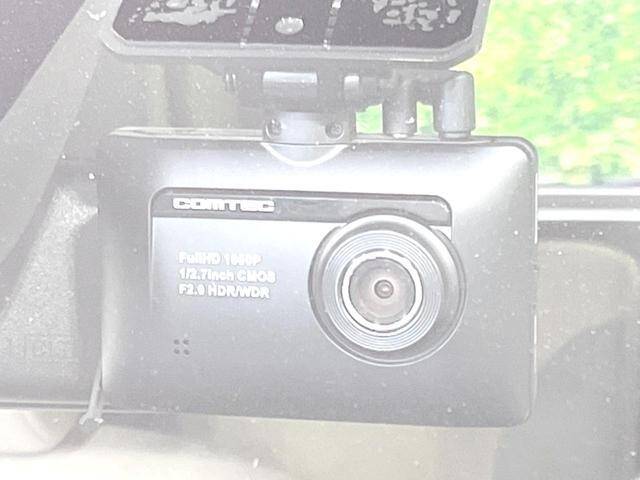 COMTEC
FullHD 1080P
1/2.7inch CMOS
F2.0 HDR/WDR